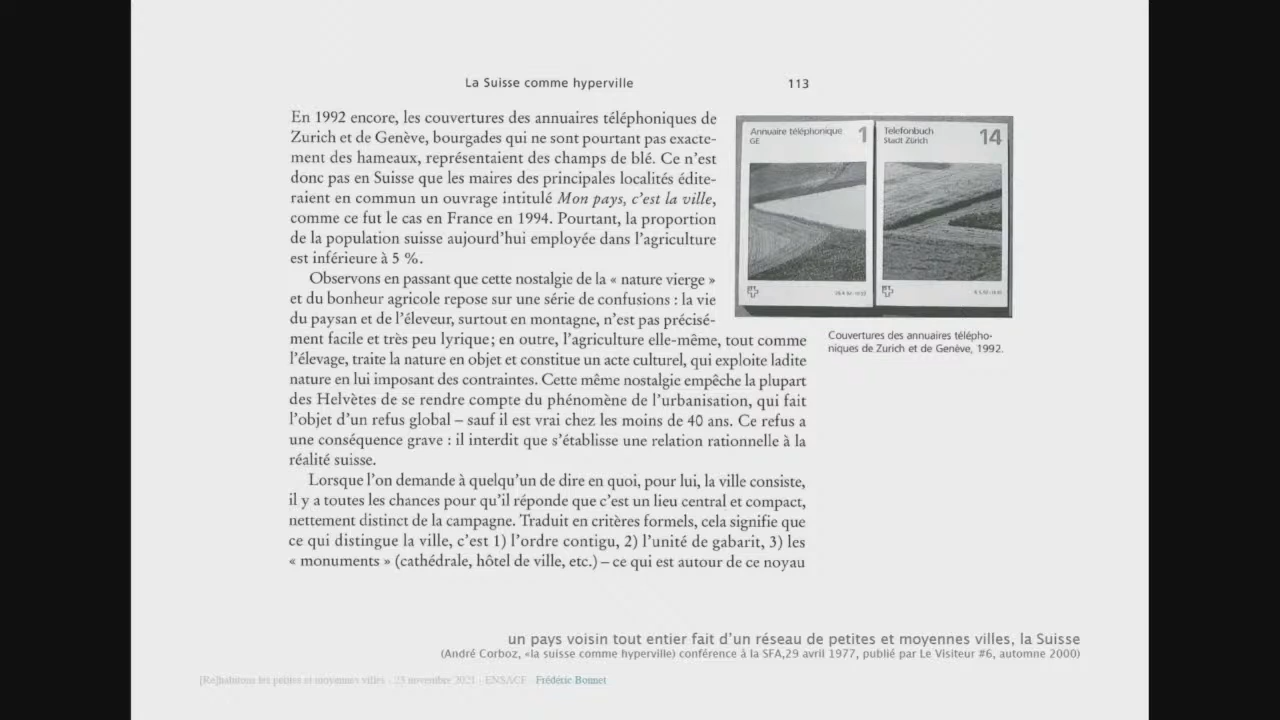 La Suisse comme hyperville 113
En 1992 encore, les couvertures des annuaires téléphoniques de
Zurich et de Genève, bourgades qui ne sont pourtant pas exacte-
ment des hameaux, représentaient des champs de blé. Ce n'est
donc pas en Suisse que les maires des principales localités édite-
raient en commun un ouvrage intitulé Mon pays, c'est la ville,
comme ce fut le cas en France en 1994. Pourtant, la proportion
de la population suisse aujourd'hui employée dans l'agriculture
est inférieure à 5 %.
Observons en passant que cette nostalgie de la « nature vierge »
et du bonheur agricole repose sur une série de confusions : la vie
du paysan et de l'éleveur, surtout en montagne, n'est pas précisé-
ment facile et très peu lyrique; en outre, l'agriculture elle-même, tout comme
l'élevage, traite la nature en objet et constitue un acte culturel, qui exploite ladite
nature en lui imposant des contraintes. Cette même nostalgie empêche la plupart
des Helvètes de se rendre compte du phénomène de l'urbanisation, qui fait
l'objet d'un refus global – sauf il est vrai chez les moins de 40 ans. Ce refus a
une conséquence grave : il interdit que s'établisse une relation rationnelle à la
réalité suisse.
Lorsque l'on demande à quelqu'un de dire en quoi, pour lui, la ville consiste,
il y a toutes les chances pour qu'il réponde que c'est un lieu central et compact,
nettement distinct de la campagne. Traduit en critères formels, cela signifie que
ce qui distingue la ville, c'est 1) l'ordre contigu, 2) l'unité de gabarit, 3) les
« monuments » (cathédrale, hôtel de ville, etc.) – ce qui est autour de ce noyau
Annuaire téléphonique 1
GE
Telefonbuch 14
Stadt Zürich
Couvertures des annuaires télépho-
niques de Zurich et de Genève, 1992.
un pays voisin tout entier fait d'un réseau de petites et moyennes villes, la Suisse
(André Corboz, «la suisse comme hyperville) conférence à la SFA,29 avril 1977, publié par Le Visiteur #6, automne 2000)
[Re]habitons les petites et moyennes villes - 23 novembre 2021 - ENSACF - Frédéric Bonnet